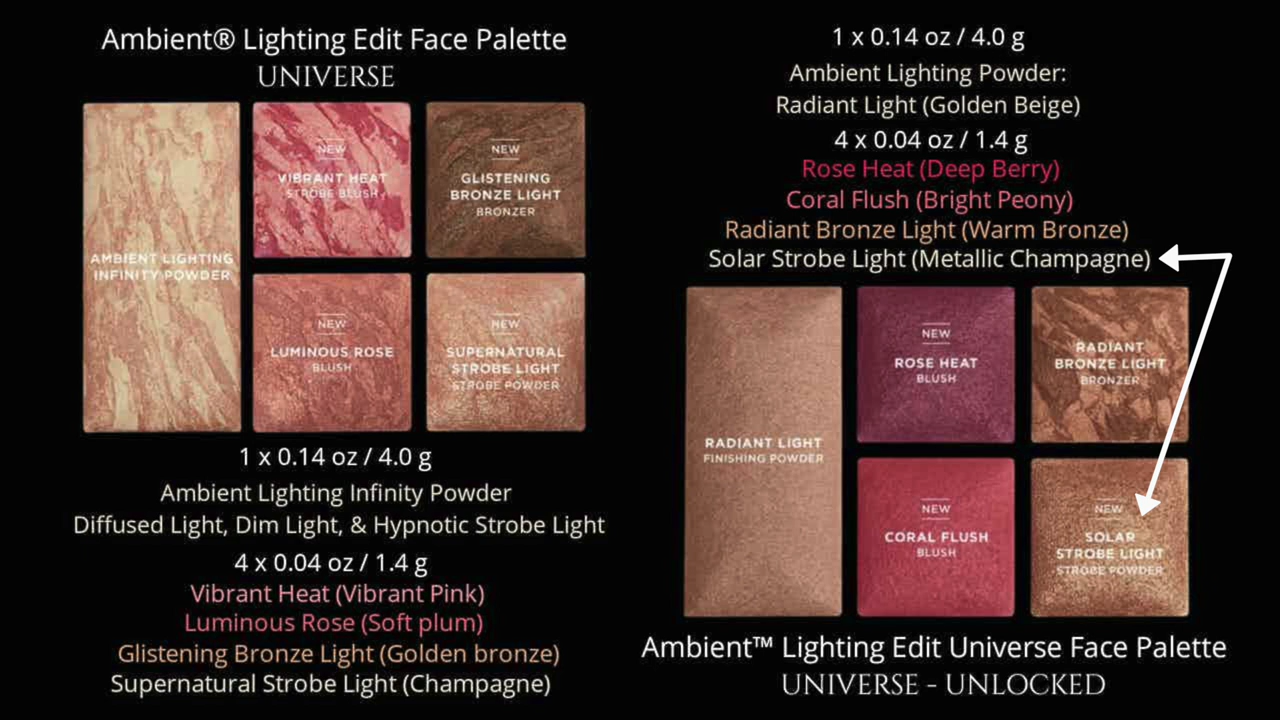 Ambient® Lighting Edit Face Palette
UNIVERSE
AMBIENT LIGHTING
INFINITY POWDER
NEW
VIBRANT HEAT
STROBE BLUSH
NEW
GLISTENING
BRONZE LIGHT
BRONZER
NEW
LUMINOUS ROSE
BLUSH
NEW
SUPERNATURAL
STROBE LIGHT
STROBE POWDER
1 x 0.14 oz / 4.0 g
Ambient Lighting Infinity Powder
Diffused Light, Dim Light, & Hypnotic Strobe Light
4 x 0.04 oz / 1.4 g
Vibrant Heat (Vibrant Pink)
Luminous Rose (Soft plum)
Glistening Bronze Light (Golden bronze)
Supernatural Strobe Light (Champagne)
1 x 0.14 oz / 4.0 g
Ambient Lighting Powder:
Radiant Light (Golden Beige)
4 x 0.04 oz / 1.4 g
Rose Heat (Deep Berry)
Coral Flush (Bright Peony)
Radiant Bronze Light (Warm Bronze)
Solar Strobe Light (Metallic Champagne)
RADIANT LIGHT
FINISHING POWDER
NEW
ROSE HEAT
BLUSH
RADIANT
BRONZE LIGHT
BRONZER
NEW
CORAL FLUSH
BLUSH
NEW
SOLAR
STROBE LIGHT
STROBE POWDER
Ambient™ Lighting Edit Universe Face Palette
UNIVERSE - UNLOCKED